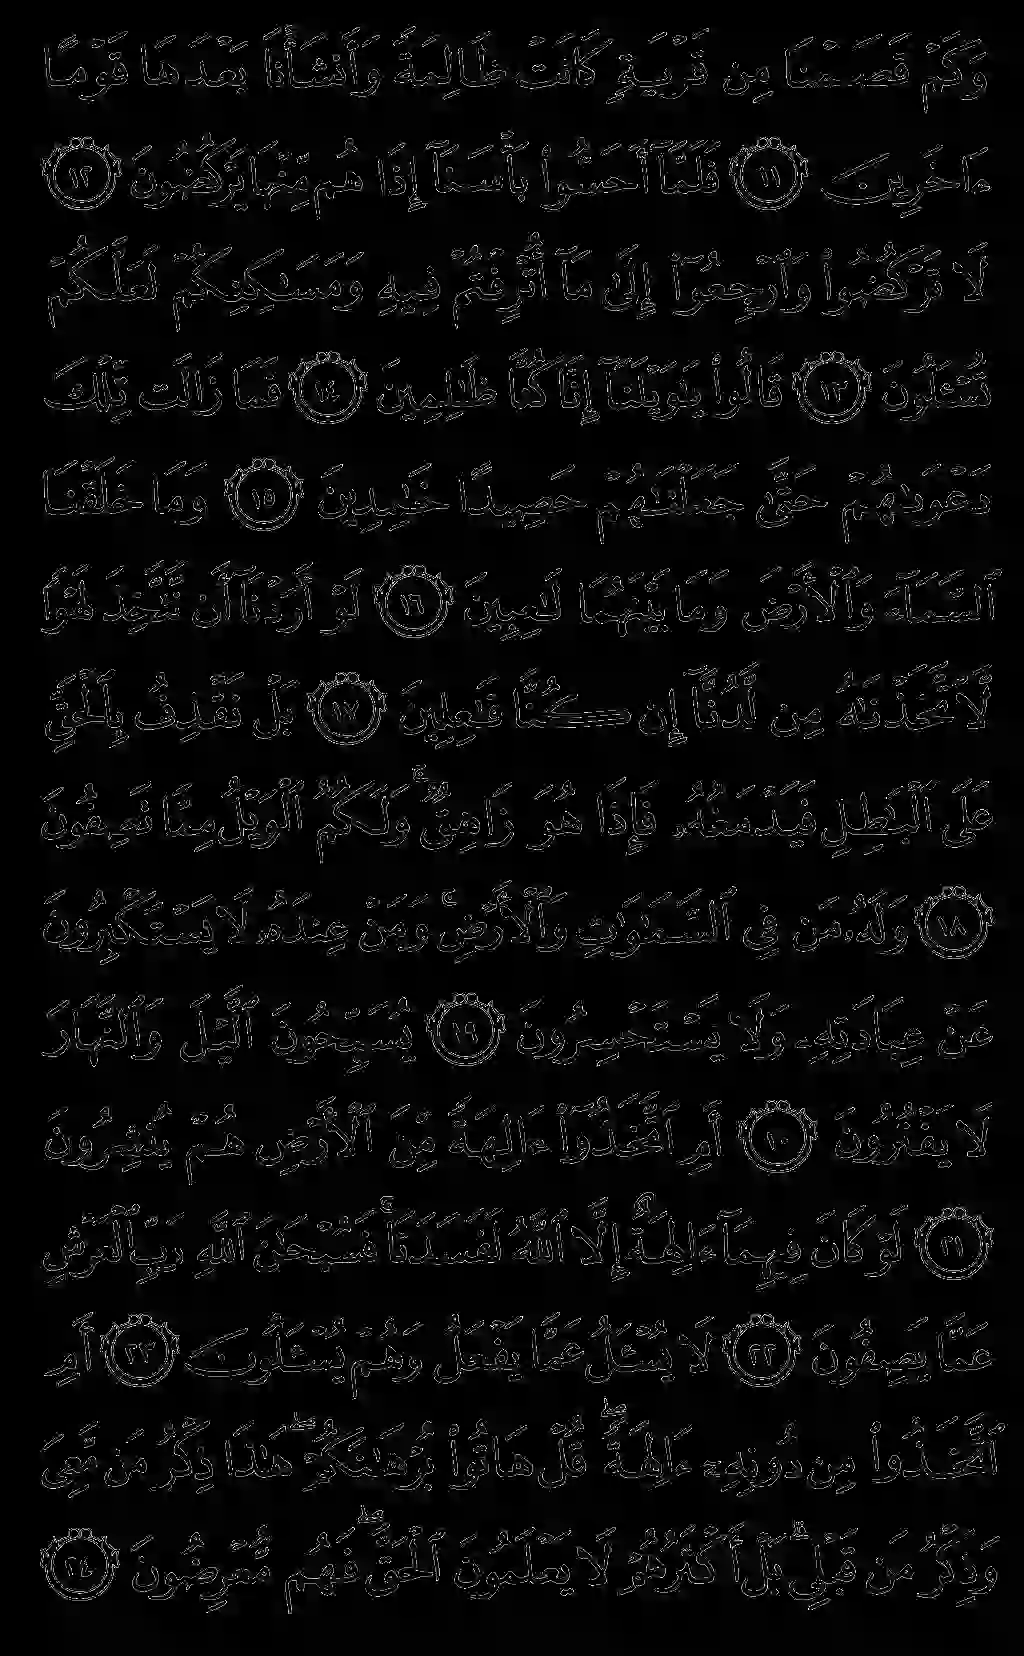 وَكَمْ قَصَمْنَا مِن قَرْيَةٍ كَانَتْ ظَالِمَةً وَأَنشَأْنَا بَعْدَهَا قَوْمًا
ءَاخَرِينَ ١١ فَلَمَّآ أَحَسُّوا۟ بَأْسَنَآ إِذَا هُم مِّنْهَا يَرْكُضُونَ ١٢
لَا تَرْكُضُوا۟ وَٱرْجِعُوٓا۟ إِلَىٰ مَآ أُتْرِفْتُمْ فِيهِ وَمَسَـٰكِنِكُمْ لَعَلَّكُمْ
تُسْـَٔلُونَ ١٣ قَالُوا۟ يَـٰوَيْلَنَآ إِنَّا كُنَّا ظَـٰلِمِينَ ١٤ فَمَا زَالَت تِّلْكَ
دَعْوَىٰهُمْ حَتَّىٰ جَعَلْنَـٰهُمْ حَصِيدًا خَـٰمِدِينَ ١٥ وَمَا خَلَقْنَا
ٱلسَّمَآءَ وَٱلْأَرْضَ وَمَا بَيْنَهُمَا لَـٰعِبِينَ ١٦ لَوْ أَرَدْنَآ أَن نَّتَّخِذَ لَهْوًا
لَّٱتَّخَذْنَـٰهُ مِن لَّدُنَّآ إِن كُنَّا فَـٰعِلِينَ ١٧ بَلْ نَقْذِفُ بِٱلْحَقِّ
عَلَى ٱلْبَـٰطِلِ فَيَدْمَغُهُۥ فَإِذَا هُوَ زَاهِقٌ ۚ وَلَكُمُ ٱلْوَيْلُ مِمَّا تَصِفُونَ
١٨ وَلَهُۥ مَن فِى ٱلسَّمَـٰوَٰتِ وَٱلْأَرْضِ ۚ وَمَنْ عِندَهُۥ لَا يَسْتَكْبِرُونَ
عَنْ عِبَادَتِهِۦ وَلَا يَسْتَحْسِرُونَ ١٩ يُسَبِّحُونَ ٱلَّيْلَ وَٱلنَّهَارَ
لَا يَفْتُرُونَ ٢٠ أَمِ ٱتَّخَذُوٓا۟ ءَالِهَةً مِّنَ ٱلْأَرْضِ هُمْ يُنشِرُونَ
٢١ لَوْ كَانَ فِيهِمَآ ءَالِهَةٌ إِلَّا ٱللَّهُ لَفَسَدَتَا ۚ فَسُبْحَـٰنَ ٱللَّهِ رَبِّ ٱلْعَرْشِ
عَمَّا يَصِفُونَ ٢٢ لَا يُسْـَٔلُ عَمَّا يَفْعَلُ وَهُمْ يُسْـَٔلُونَ ٢٣ أَمِ
ٱتَّخَذُوا۟ مِن دُونِهِۦٓ ءَالِهَةً ۖ قُلْ هَاتُوا۟ بُرْهَـٰنَكُمْ ۖ هَـٰذَا ذِكْرُ مَن مَّعِىَ
وَذِكْرُ مَن قَبْلِى ۗ بَلْ أَكْثَرُهُمْ لَا يَعْلَمُونَ ٱلْحَقَّ ۖ فَهُم مُّعْرِضُونَ ٢٤